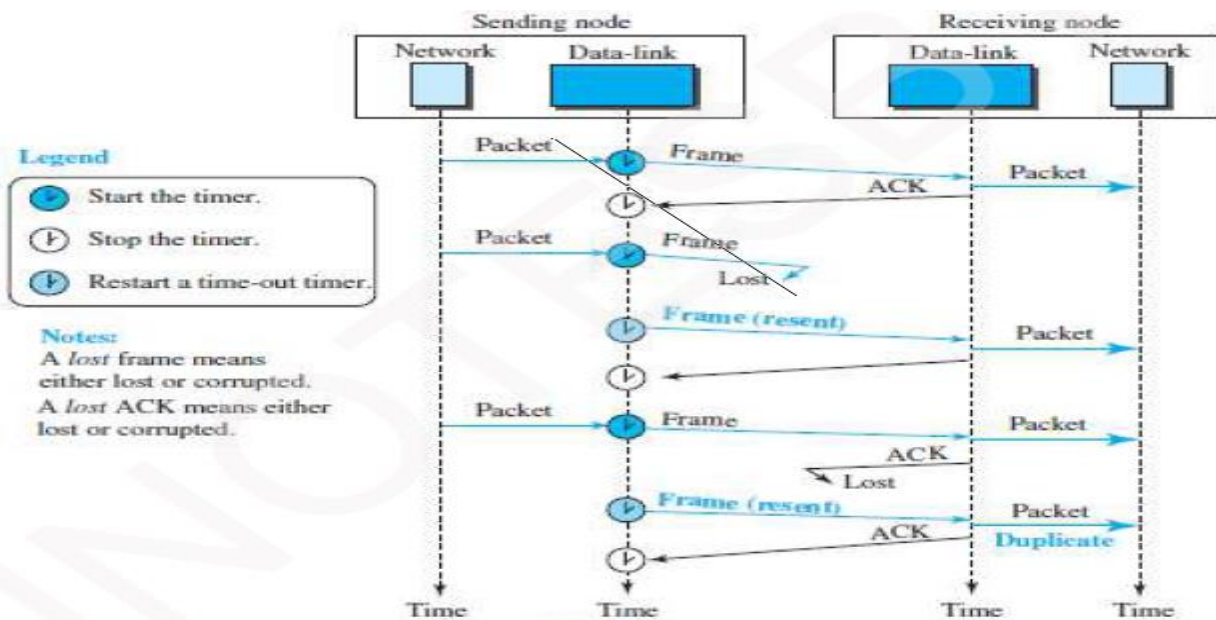 Sending node
Receiving node
Network
Data-link
Data-link
Network
Legend
Start the timer.
Stop the timer.
Restart a time-out timer.
Notes:
A lost frame means
either lost or corrupted.
A lost ACK means either
lost or corrupted.
Packet
Frame
Packet
ACK
Packet
Frame
Lost
Frame (resent)
Packet
Packet
Frame
Packet
ACK
Lost
Frame (resent)
Packet
ACK
Duplicate
Time
Time
Time
Time